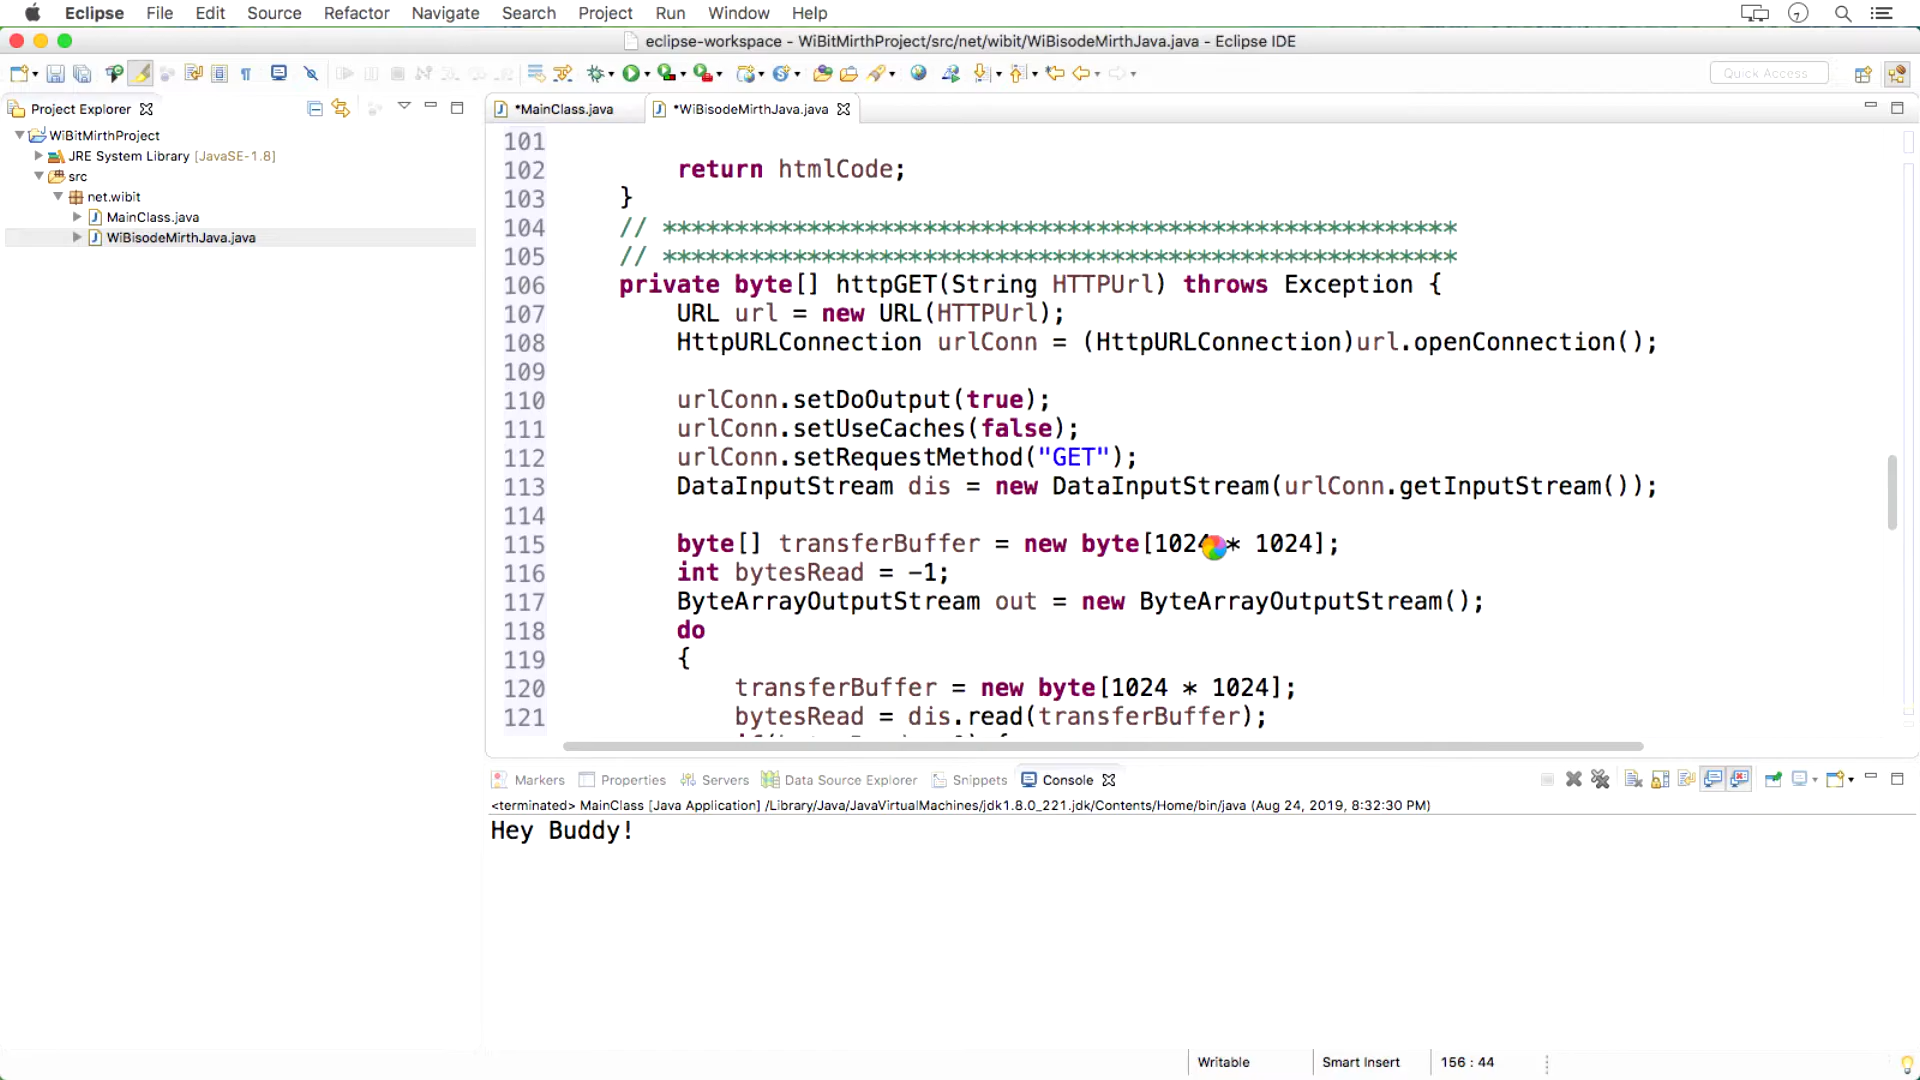 Eclipse File Edit Source Refactor Navigate Search Project Run Window Help
eclipse-workspace - WiBitMirthProject/src/net/wibit/WiBisodeMirthJava.java - Eclipse IDE
Quick Access
Project Explorer
*MainClass.java
*WiBisodeMirthJava.java
WiBitMirthProject
JRE System Library [JavaSE-1.8]
src
net.wibit
MainClass.java
WiBisodeMirthJava.java
101
102 return htmlCode;
103 }
104 // *******************************************************
105 // *******************************************************
106 private byte[] httpGET(String HTTPUrl) throws Exception {
107 URL url = new URL(HTTPUrl);
108 HttpURLConnection urlConn = (HttpURLConnection)url.openConnection();
109
110 urlConn.setDoOutput(true);
111 urlConn.setUseCaches(false);
112 urlConn.setRequestMethod("GET");
113 DataInputStream dis = new DataInputStream(urlConn.getInputStream());
114
115 byte[] transferBuffer = new byte[1024 * 1024];
116 int bytesRead = -1;
117 ByteArrayOutputStream out = new ByteArrayOutputStream();
118 do
119 {
120 transferBuffer = new byte[1024 * 1024];
121 bytesRead = dis.read(transferBuffer);
Markers Properties Servers Data Source Explorer Snippets Console
<terminated> MainClass [Java Application] /Library/Java/JavaVirtualMachines/jdk1.8.0_221.jdk/Contents/Home/bin/java (Aug 24, 2019, 8:32:30 PM)
Hey Buddy!
Writable Smart Insert 156 : 44